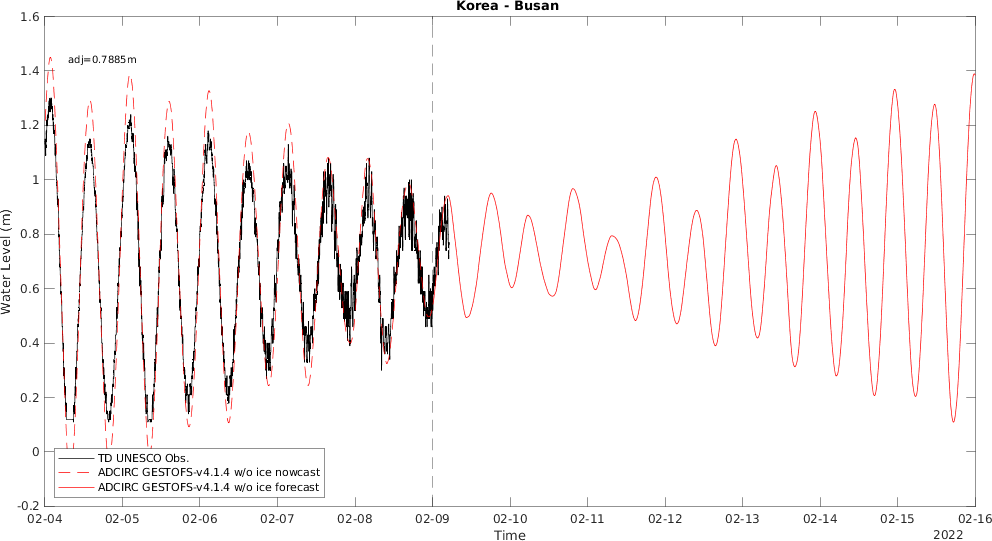 Korea - Busan
1.6
1.4
1.2
1
0.8
0.6
0.4
0.2
0
-0.2
Water Level (m)
adj=0.7885m
TD UNESCO Obs.
ADCIRC GESTOFS-v4.1.4 w/o ice nowcast
ADCIRC GESTOFS-v4.1.4 w/o ice forecast
02-04 02-05 02-06 02-07 02-08 02-09 02-10 02-11 02-12 02-13 02-14 02-15 02-16
Time
2022